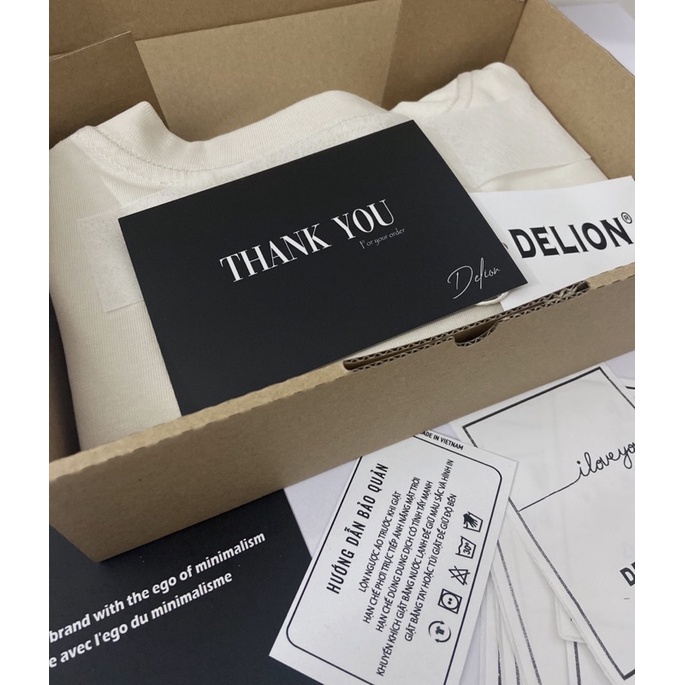 THANK YOU
For your order
Delion
DELION®
MADE IN VIETNAM
HƯỚNG DẪN BẢO QUẢN
LỘN NGƯỢC ÁO TRƯỚC KHI GIẶT
HẠN CHẾ PHƠI TRỰC TIẾP ÁNH NẮNG MẶT TRỜI
HẠN CHẾ DÙNG DUNG DỊCH CÓ TÍNH TẨY MẠNH
KHUYẾN KHÍCH GIẶT BẰNG NƯỚC LẠNH ĐỂ GIỮ MÀU SẮC VÀ HÌNH IN
GIẶT BẰNG TAY HOẶC TÚI GIẶT ĐỂ GIỮ ĐỘ BỀN
30°
brand with the ego of minimalism
e avec l'ego du minimalisme
i love you
DE